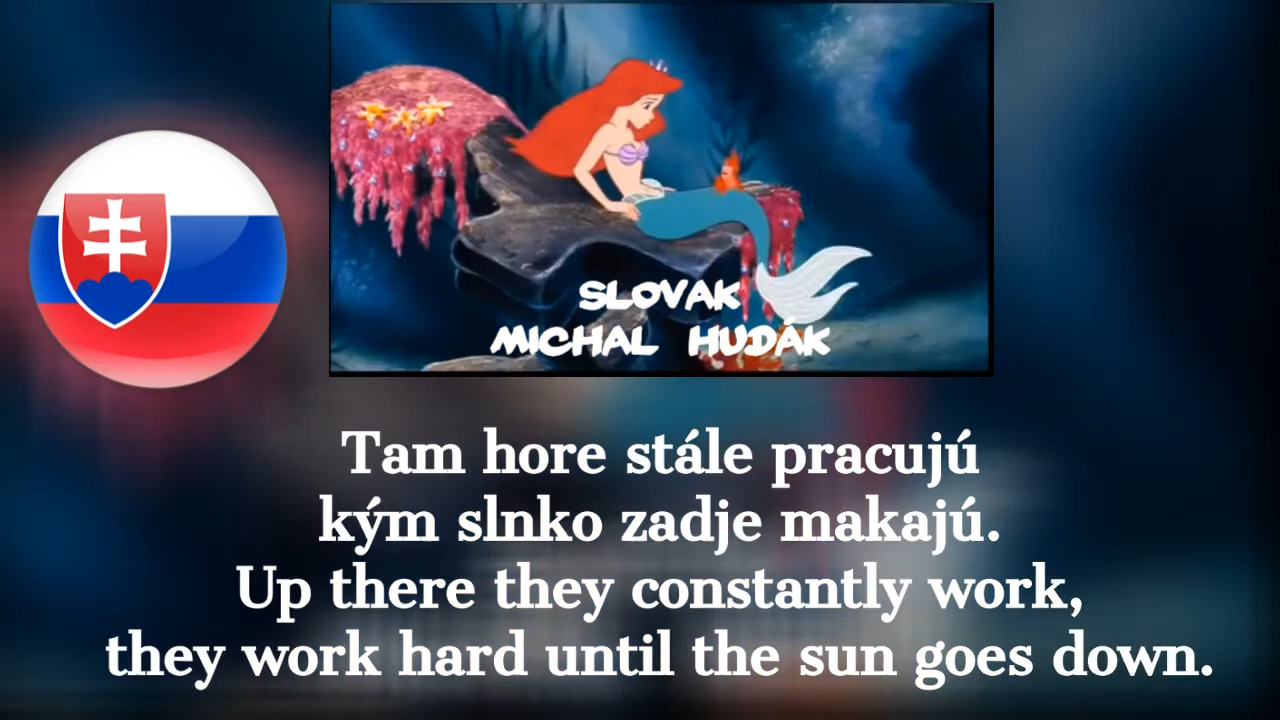 SLOVAK
MICHAL HUDÁK
Tam hore stále pracujú
kým slnko zadje makajú.
Up there they constantly work,
they work hard until the sun goes down.